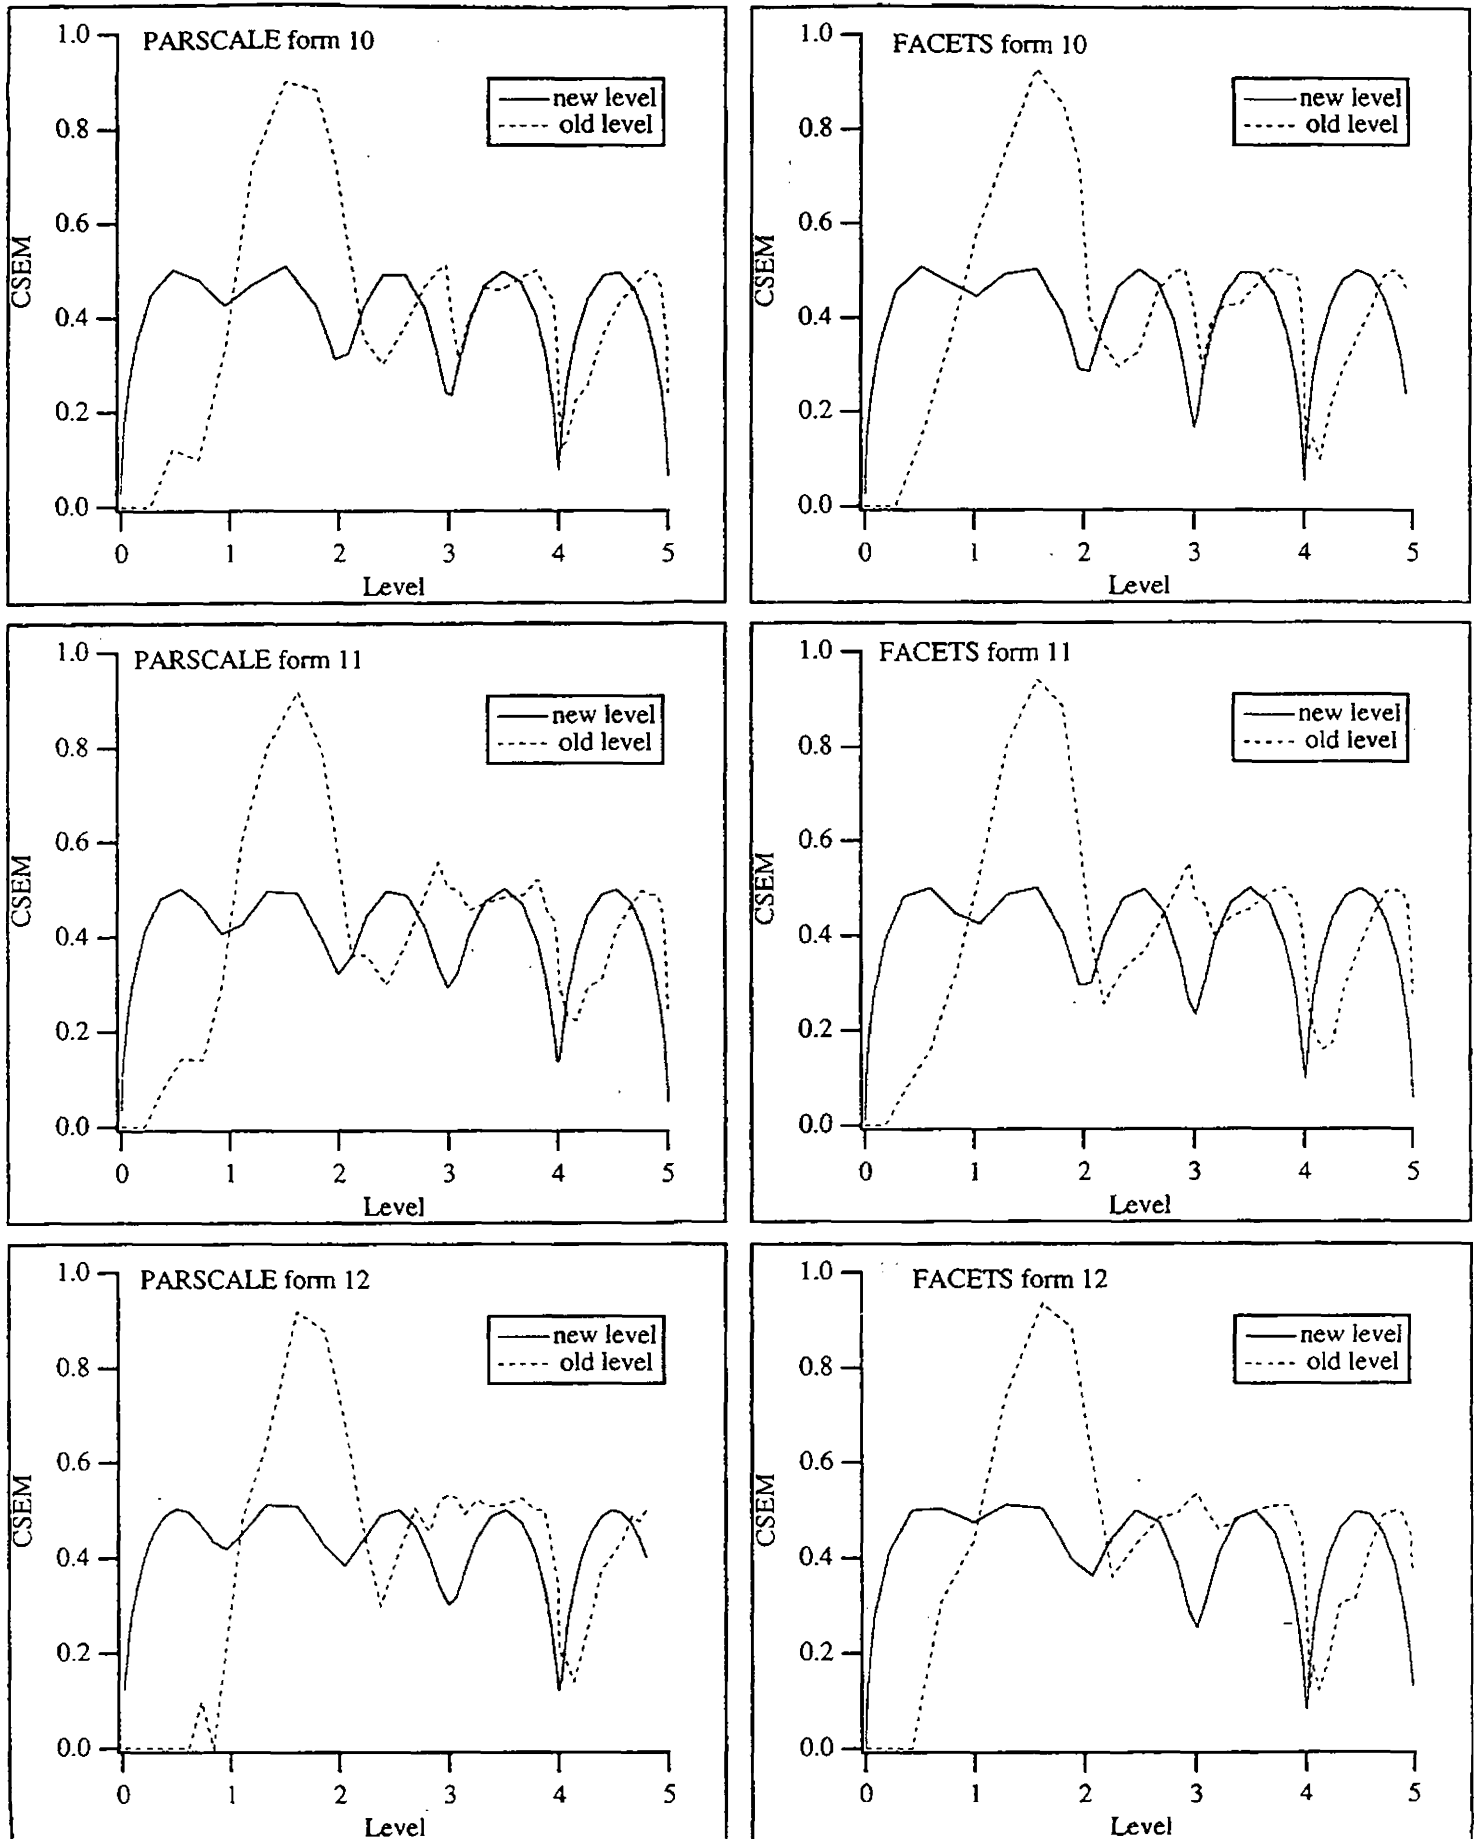 PARSCALE form 10
new level
old level
CSEM
1.0
0.8
0.6
0.4
0.2
0.0
0 1 2 3 4 5
Level
FACETS form 10
new level
old level
CSEM
1.0
0.8
0.6
0.4
0.2
0.0
0 1 2 3 4 5
Level
PARSCALE form 11
new level
old level
CSEM
1.0
0.8
0.6
0.4
0.2
0.0
0 1 2 3 4 5
Level
FACETS form 11
new level
old level
CSEM
1.0
0.8
0.6
0.4
0.2
0.0
0 1 2 3 4 5
Level
PARSCALE form 12
new level
old level
CSEM
1.0
0.8
0.6
0.4
0.2
0.0
0 1 2 3 4 5
Level
FACETS form 12
new level
old level
CSEM
1.0
0.8
0.6
0.4
0.2
0.0
0 1 2 3 4 5
Level